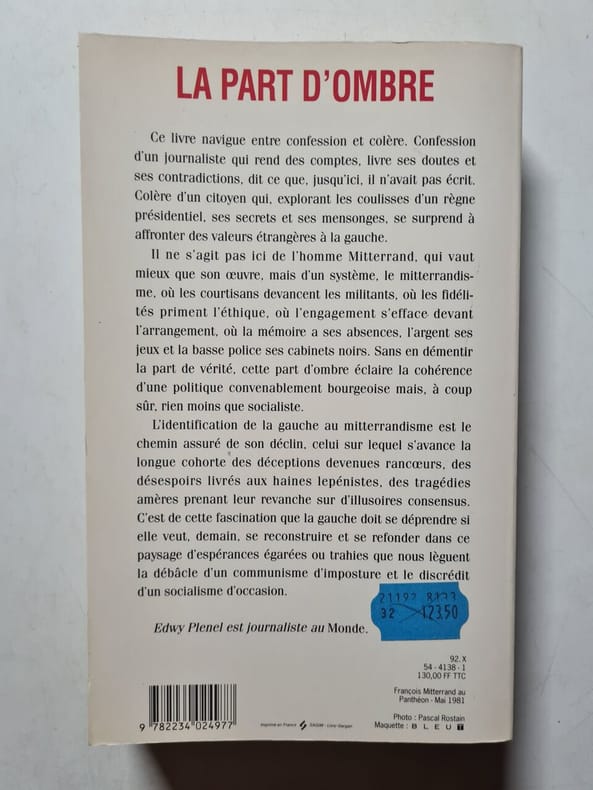 LA PART D'OMBRE
Ce livre navigue entre confession et colère. Confession
d'un journaliste qui rend des comptes, livre ses doutes et
ses contradictions, dit ce que, jusqu'ici, il n'avait pas écrit.
Colère d'un citoyen qui, explorant les coulisses d'un règne
présidentiel, ses secrets et ses mensonges, se surprend à
affronter des valeurs étrangères à la gauche.
Il ne s'agit pas ici de l'homme Mitterrand, qui vaut
mieux que son œuvre, mais d'un système, le mitterrandis-
me, où les courtisans devancent les militants, où les fidéli-
tés priment l'éthique, où l'engagement s'efface devant
l'arrangement, où la mémoire a ses absences, l'argent ses
jeux et la basse police ses cabinets noirs. Sans en démentir
la part de vérité, cette part d'ombre éclaire la cohérence
d'une politique convenablement bourgeoise mais, à coup
sûr, rien moins que socialiste.
L'identification de la gauche au mitterrandisme est le
chemin assuré de son déclin, celui sur lequel s'avance la
longue cohorte des déceptions devenues rancœurs, des
désespoirs livrés aux haines lepénistes, des tragédies
amères prenant leur revanche sur d'illusoires consensus.
C'est de cette fascination que la gauche doit se déprendre si
elle veut, demain, se reconstruire et se refonder dans ce
paysage d'espérances égarées ou trahies que nous lèguent
la débâcle d'un communisme d'imposture et le discrédit
d'un socialisme d'occasion.
Edwy Plenel est journaliste au Monde.
32 123.50
92.X
54 - 4138 - 1
130,00 FF TTC
François Mitterrand au
Panthéon - Mai 1981
Photo : Pascal Rostain
Maquette : BLEU T
9 782234 024977
Imprimé en France